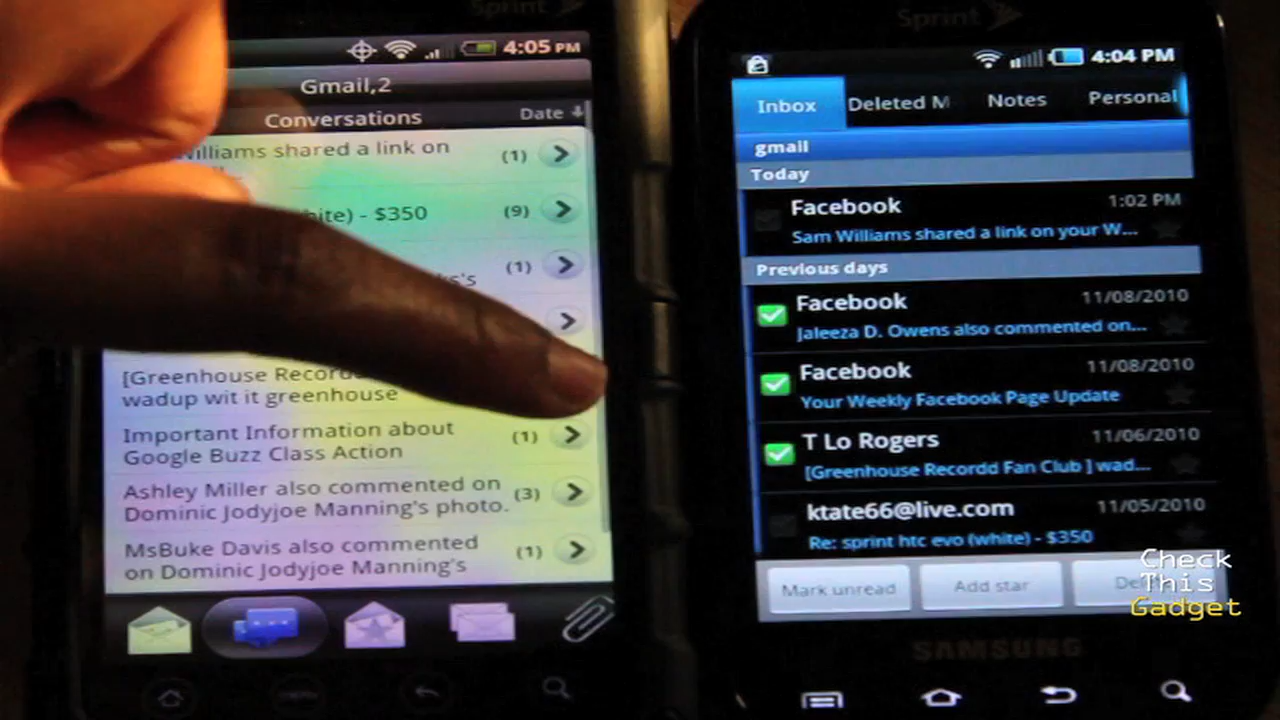 Sprint
4:05 PM
Gmail,2
Conversations
Date
Williams shared a link on
(1)
hite) - $350
(9)
(1)
[Greenhouse Record
wadup wit it greenhouse
Important Information about
Google Buzz Class Action
(1)
Ashley Miller also commented on
Dominic Jodyjoe Manning's photo.
(3)
MsBuke Davis also commented
on Dominic Jodyjoe Manning's
(1)
Sprint
4:04 PM
Inbox
Deleted M
Notes
Personal
gmail
Today
Facebook
1:02 PM
Sam Williams shared a link on your W...
Previous days
Facebook
11/08/2010
Jaleeza D. Owens also commented on...
Facebook
11/08/2010
Your Weekly Facebook Page Update
T Lo Rogers
11/06/2010
[Greenhouse Recordd Fan Club ] wad...
ktate66@live.com
11/05/2010
Re: sprint htc evo (white) - $350
Mark unread
Add star
De
SAMSUNG
Check
This
Gadget